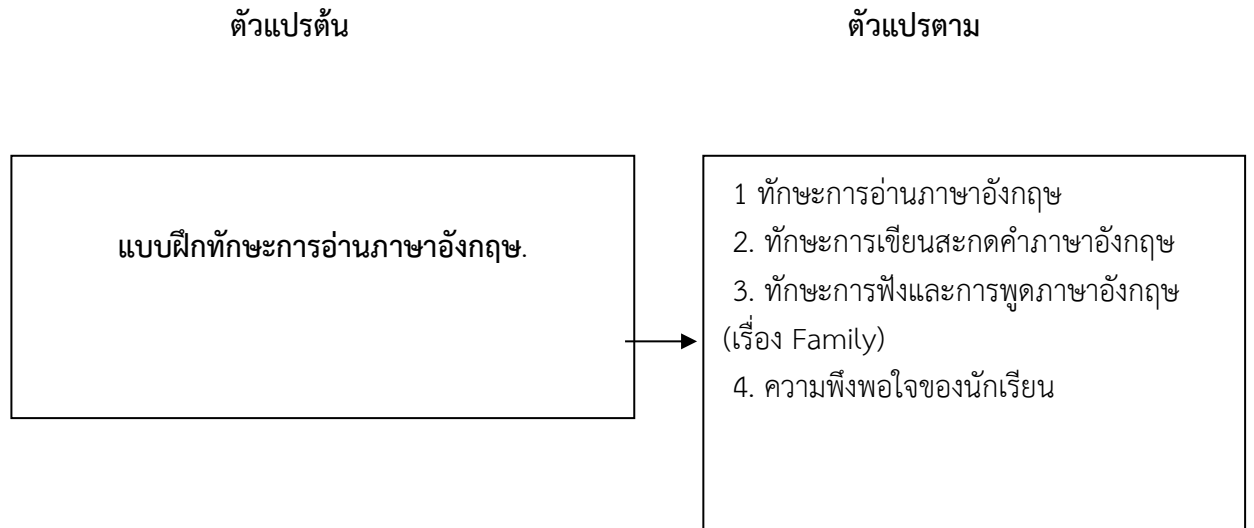 ตัวแปรต้น
ตัวแปรตาม
แบบฝึกทักษะการอ่านภาษาอังกฤษ.
1 ทักษะการอ่านภาษาอังกฤษ
2. ทักษะการเขียนสะกดคำภาษาอังกฤษ
3. ทักษะการฟังและการพูดภาษาอังกฤษ
(เรื่อง Family)
4. ความพึงพอใจของนักเรียน